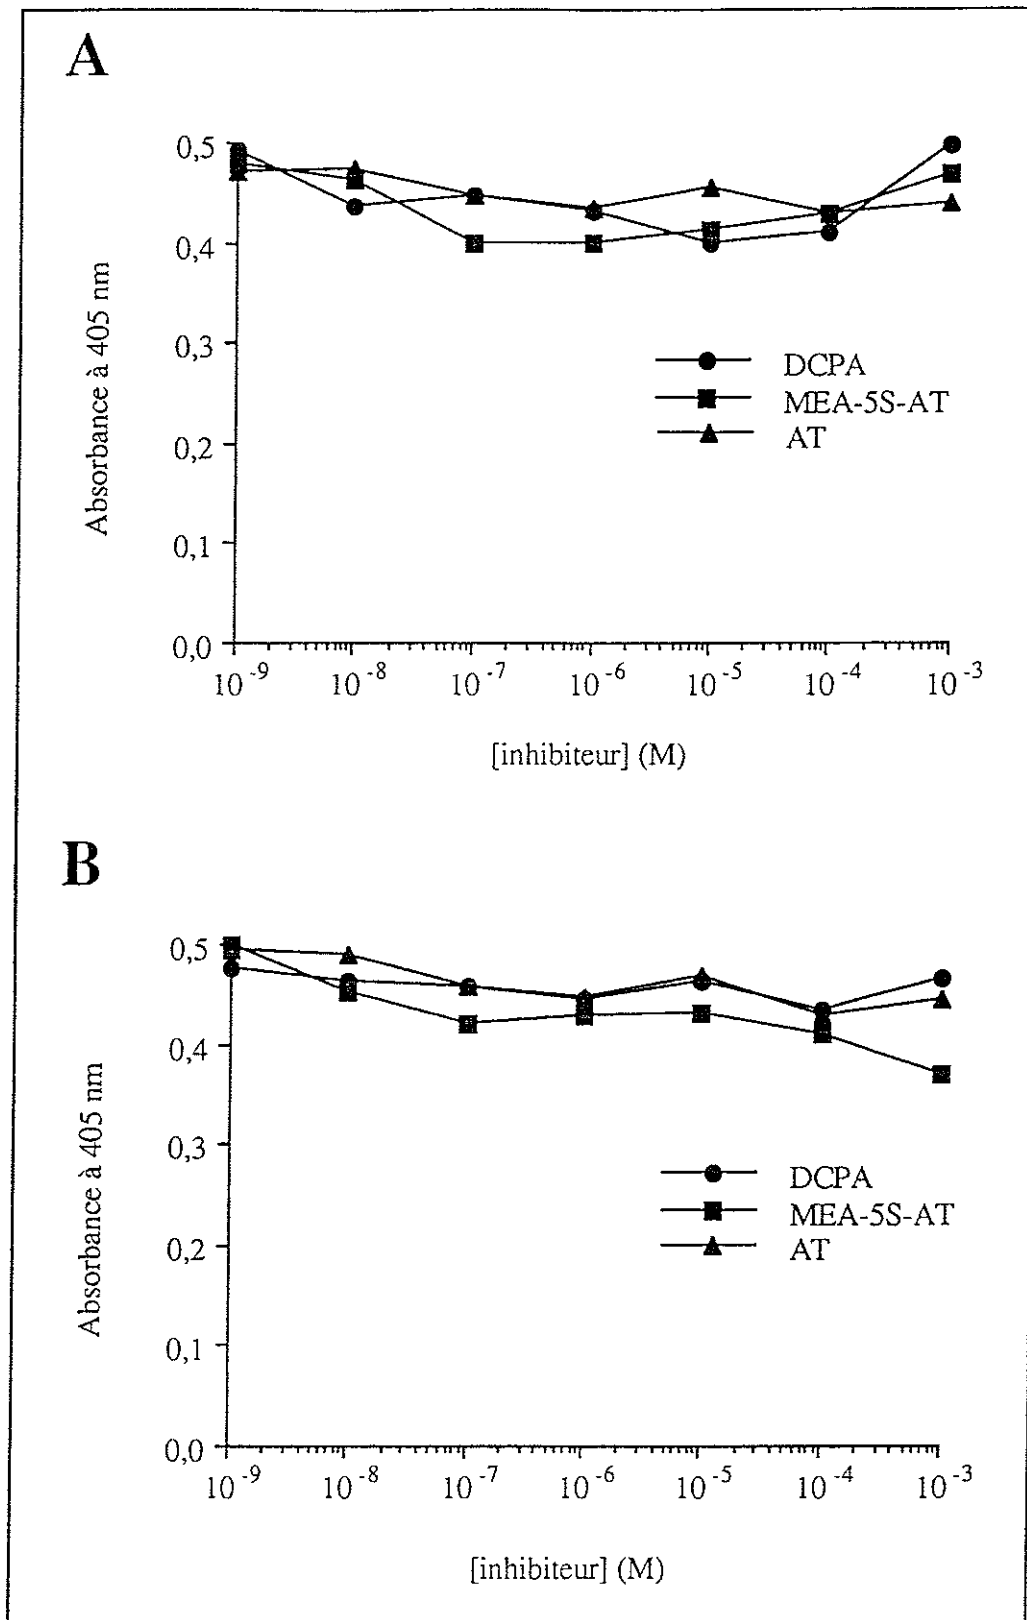 A
0,5
0,4
0,3
0,2
0,1
0,0
Absorbance à 405 nm
DCPA
MEA-5S-AT
AT
10⁻⁹ 10⁻⁸ 10⁻⁷ 10⁻⁶ 10⁻⁵ 10⁻⁴ 10⁻³
[inhibiteur] (M)
B
0,5
0,4
0,3
0,2
0,1
0,0
Absorbance à 405 nm
DCPA
MEA-5S-AT
AT
10⁻⁹ 10⁻⁸ 10⁻⁷ 10⁻⁶ 10⁻⁵ 10⁻⁴ 10⁻³
[inhibiteur] (M)